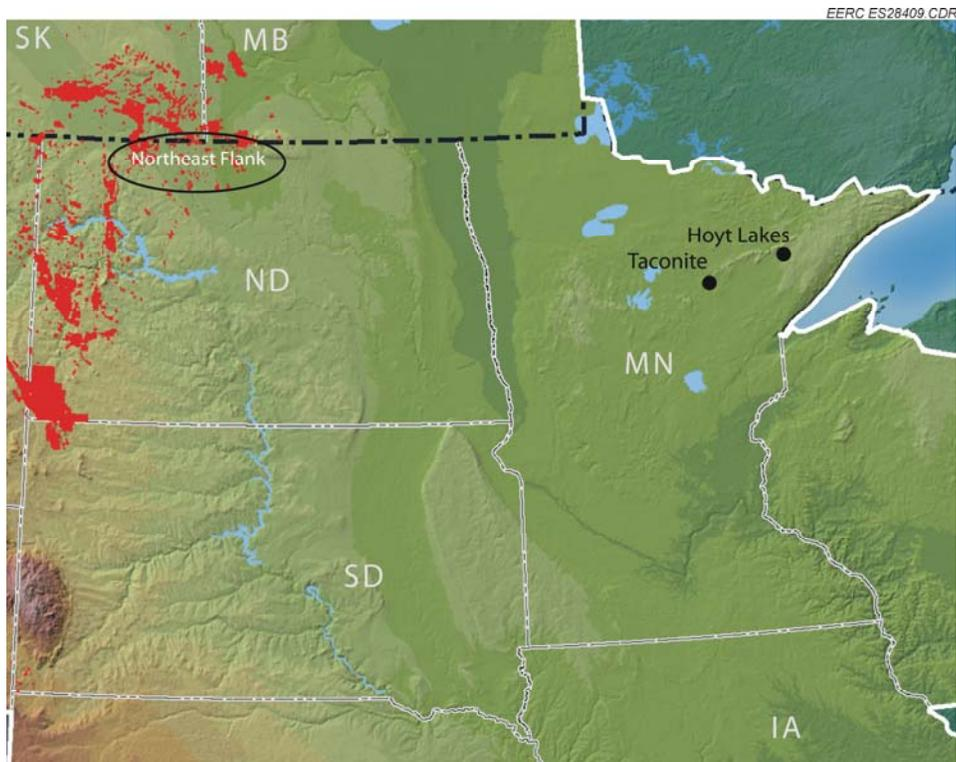 EERC ES28409.CDR
SK
MB
Northeast Flank
Hoyt Lakes
Taconite
ND
MN
SD
IA